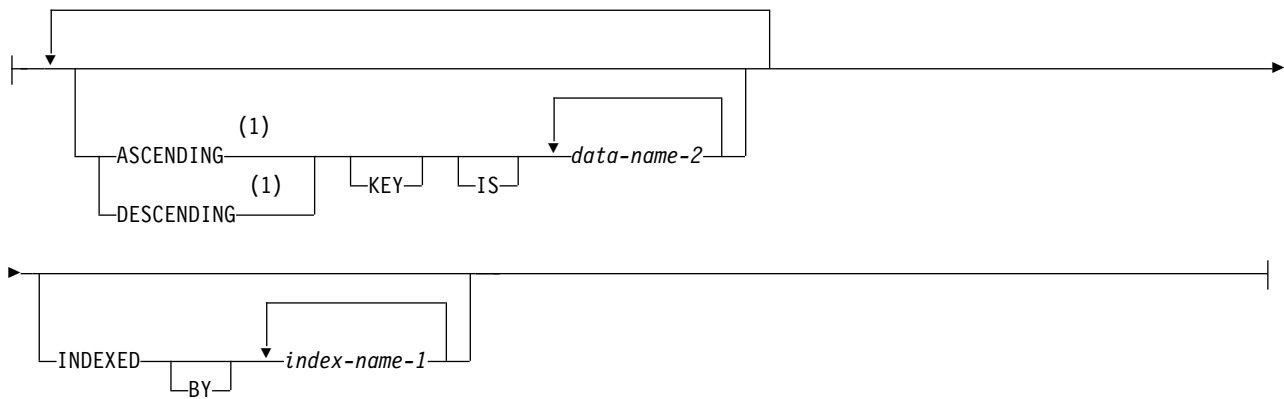 (1)
ASCENDING KEY IS data-name-2
(1)
DESCENDING
INDEXED BY index-name-1